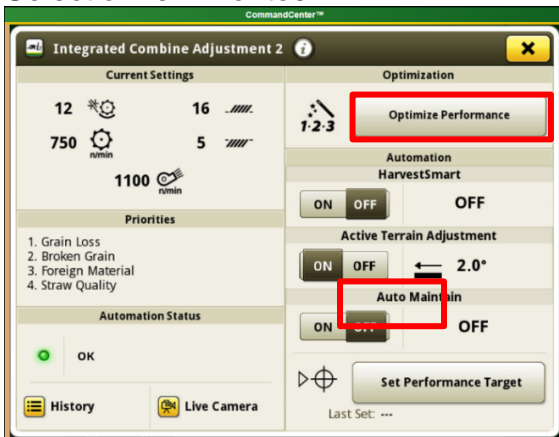 CommandCenter™
Integrated Combine Adjustment 2
Current Settings
12
16
750 n/min
5
1100 n/min
Priorities
1. Grain Loss
2. Broken Grain
3. Foreign Material
4. Straw Quality
Automation Status
OK
History
Live Camera
Optimization
1·2·3
Optimize Performance
Automation
HarvestSmart
ON OFF
OFF
Active Terrain Adjustment
ON OFF
2.0°
Auto Maintain
ON OFF
OFF
Set Performance Target
Last Set: ---